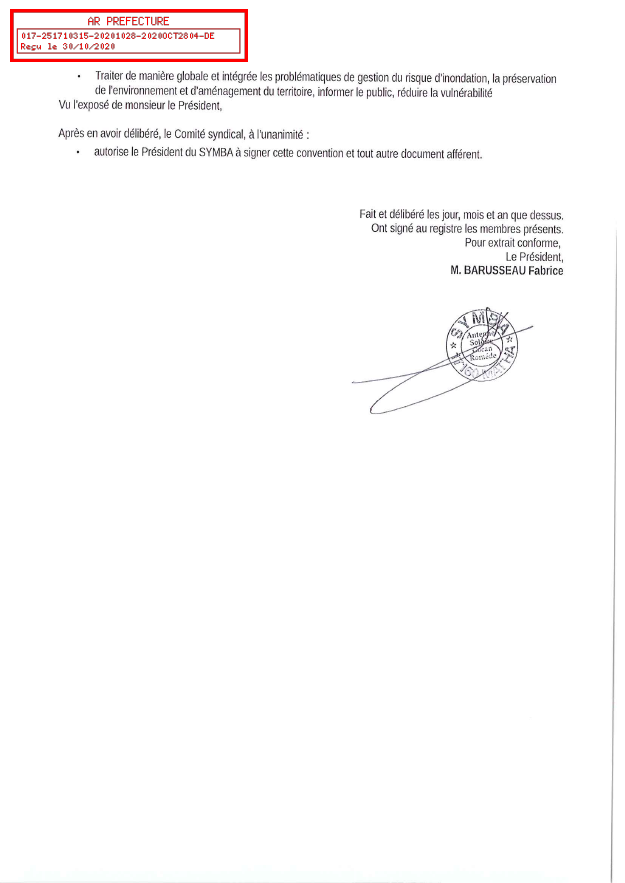 AR PREFECTURE
017-251710315-20201028-2020OCT2804-DE
Reçu le 30/10/2020
• Traiter de manière globale et intégrée les problématiques de gestion du risque d'inondation, la préservation
de l'environnement et d'aménagement du territoire, informer le public, réduire la vulnérabilité
Vu l'exposé de monsieur le Président,
Après en avoir délibéré, le Comité syndical, à l'unanimité :
• autorise le Président du SYMBA à signer cette convention et tout autre document afférent.
Fait et délibéré les jour, mois et an que dessus.
Ont signé au registre les membres présents.
Pour extrait conforme,
Le Président,
M. BARUSSEAU Fabrice
SYMBA
Romède